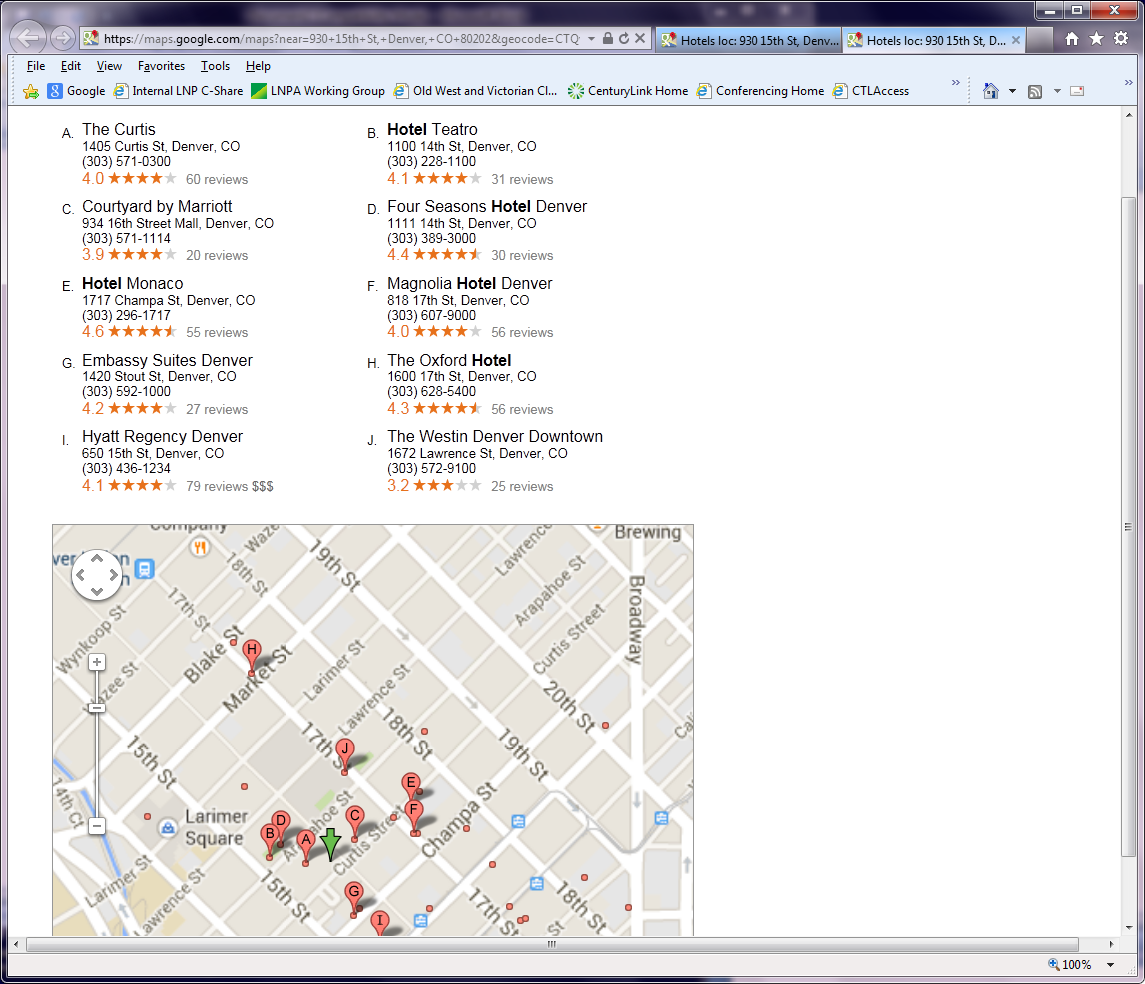 https://maps.google.com/maps?near=930+15th+St,+Denver,+CO+80202&geocode=CTQ
Hotels loc: 930 15th St, Denv...
Hotels loc: 930 15th St, D...
File Edit View Favorites Tools Help
Google Internal LNP C-Share LNPA Working Group Old West and Victorian Cl... CenturyLink Home Conferencing Home CTLAccess
A. The Curtis
1405 Curtis St, Denver, CO
(303) 571-0300
4.0 60 reviews
B. Hotel Teatro
1100 14th St, Denver, CO
(303) 228-1100
4.1 31 reviews
C. Courtyard by Marriott
934 16th Street Mall, Denver, CO
(303) 571-1114
3.9 20 reviews
D. Four Seasons Hotel Denver
1111 14th St, Denver, CO
(303) 389-3000
4.4 30 reviews
E. Hotel Monaco
1717 Champa St, Denver, CO
(303) 296-1717
4.6 55 reviews
F. Magnolia Hotel Denver
818 17th St, Denver, CO
(303) 607-9000
4.0 56 reviews
G. Embassy Suites Denver
1420 Stout St, Denver, CO
(303) 592-1000
4.2 27 reviews
H. The Oxford Hotel
1600 17th St, Denver, CO
(303) 628-5400
4.3 56 reviews
I. Hyatt Regency Denver
650 15th St, Denver, CO
(303) 436-1234
4.1 79 reviews $$$
J. The Westin Denver Downtown
1672 Lawrence St, Denver, CO
(303) 572-9100
3.2 25 reviews
Company
Brewing
Wazee
19th St
Lawrence
18th St
Arapahoe St
Broadway
17th St
Curtis Street
Wynkoop St
Blake St
H
Market St
Larimer St
Wazee St
Lawrence St
20th St
18th St
19th St
17th St
15th St
J
E
F
Champa St
14th Ct
Larimer
Square
D
B
A
C
Arapahoe St
Curtis Street
Larimer St
Lawrence St
15th St
G
I
17th St
18th St
100%